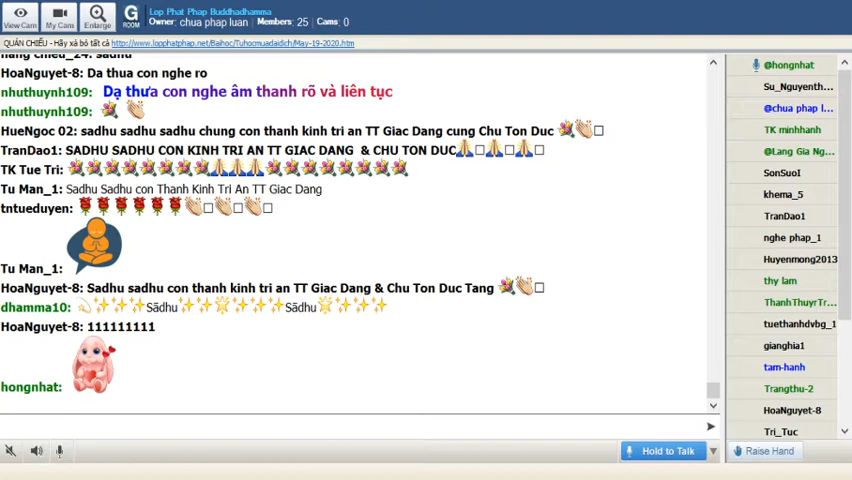 View Cam
My Cam
Enlarge
G
ROOM
Lop Phat Phap Buddhadhamma
Owner: chua phap luan Members: 25 Cams: 0
QUÁN CHIẾU - Hãy xả bỏ tất cả http://www.lopphatphap.net/Baihoc/Tuhocmuadaidich/May-19-2020.htm
hang chieu_24: sadhu
HoaNguyet-8: Da thua con nghe ro
nhuthuynh109: Dạ thưa con nghe âm thanh rõ và liên tục
nhuthuynh109: 💐 👏🏻
HueNgoc 02: sadhu sadhu sadhu chung con thanh kinh tri an TT Giac Dang cung Chu Ton Duc 💐👏🏻
TranDao1: SADHU SADHU CON KINH TRI AN TT GIAC DANG & CHU TON DUC🙏🏻🙏🏻🙏🏻
TK Tue Tri: 💐💐💐💐💐💐💐💐🙏🏻🙏🏻🙏🏻💐💐💐💐💐💐💐💐
Tu Man_1: Sadhu Sadhu con Thanh Kinh Tri An TT Giac Dang
tntueduyen: 🌹🌹🌹🌹🌹🌹👏🏻👏🏻👏🏻
Tu Man_1:
HoaNguyet-8: Sadhu sadhu con thanh kinh tri an TT Giac Dang & Chu Ton Duc Tang 💐👏🏻
dhamma10: 💫✨✨✨Sādhu✨✨🌟✨✨✨Sādhu🌟✨✨✨
HoaNguyet-8: 111111111
hongnhat:
Hold to Talk
Raise Hand
@hongnhat
Su_Nguyenth...
@chua phap l...
TK minhhanh
@Lang Gia Ng...
SonSuoI
khema_5
TranDao1
nghe phap_1
Huyenmong2013
thy lam
ThanhThuyrTr...
tuethanhdvbg_1
gianghia1
tam-hanh
Trangthu-2
HoaNguyet-8
Tri_Tuc